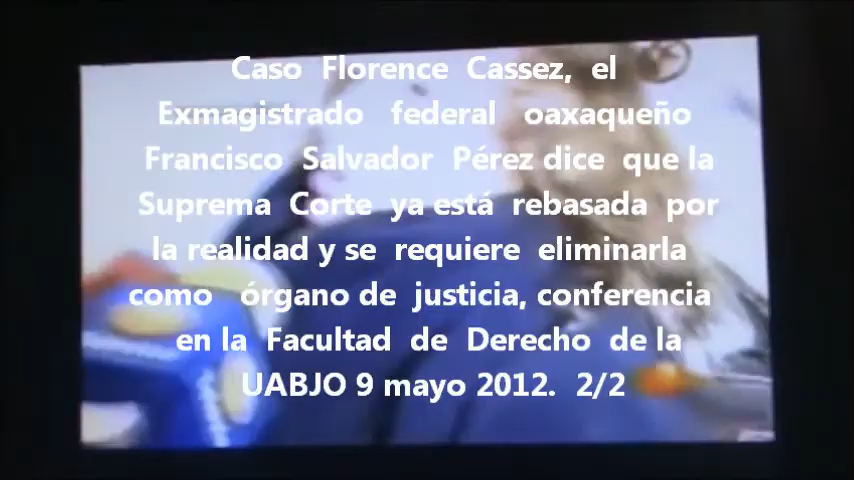 Caso Florence Cassez, el
Exmagistrado federal oaxaqueño
Francisco Salvador Pérez dice que la
Suprema Corte ya está rebasada por
la realidad y se requiere eliminarla
como órgano de justicia, conferencia
en la Facultad de Derecho de la
UABJO 9 mayo 2012. 2/2